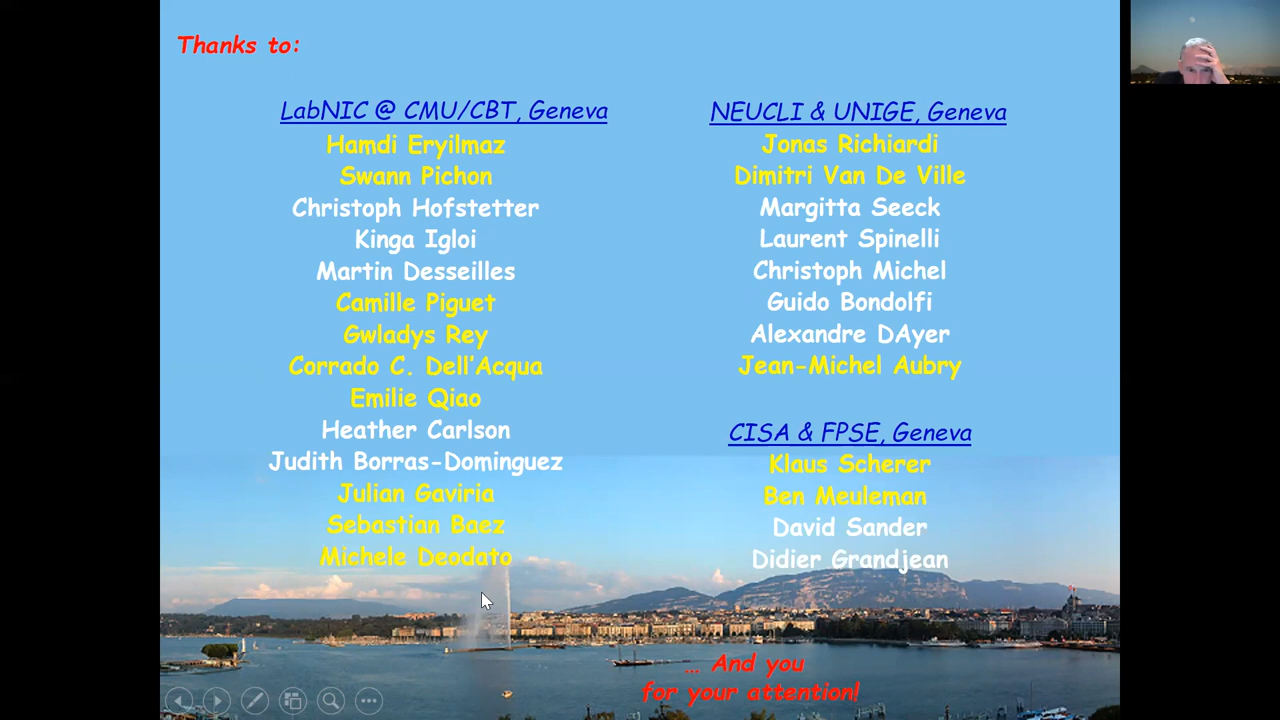 Thanks to:
LabNIC @ CMU/CBT, Geneva
Hamdi Eryilmaz
Swann Pichon
Christoph Hofstetter
Kinga Igloi
Martin Desseilles
Camille Piguet
Gwladys Rey
Corrado C. Dell'Acqua
Emilie Qiao
Heather Carlson
Judith Borras-Dominguez
Julian Gaviria
Sebastian Baez
Michele Deodato
NEUCLI & UNIGE, Geneva
Jonas Richiardi
Dimitri Van De Ville
Margitta Seeck
Laurent Spinelli
Christoph Michel
Guido Bondolfi
Alexandre DAyer
Jean-Michel Aubry
CISA & FPSE, Geneva
Klaus Scherer
Ben Meuleman
David Sander
Didier Grandjean
... And you
for your attention!